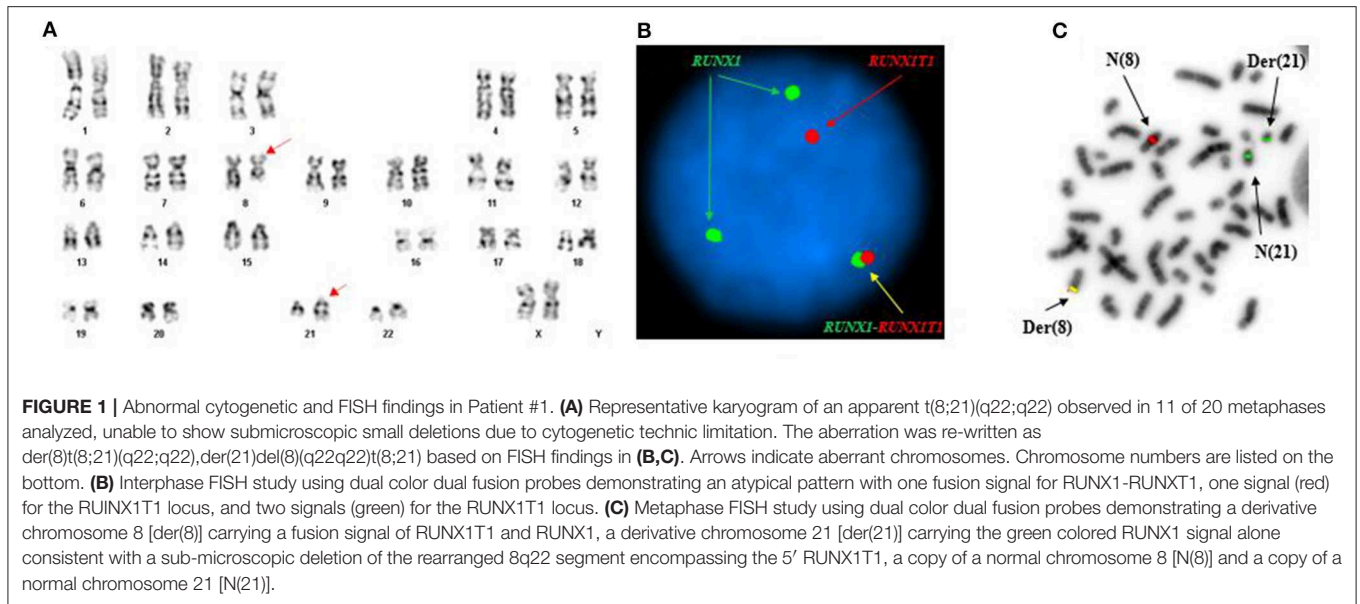 A
B
C
1 2 3 4 5
6 7 8 9 10 11 12
13 14 15 16 17 18
19 20 21 22 X Y
RUNX1
RUNX1T1
RUNX1-RUNX1T1
N(8)
Der(21)
N(21)
Der(8)
FIGURE 1 | Abnormal cytogenetic and FISH findings in Patient #1. (A) Representative karyogram of an apparent t(8;21)(q22;q22) observed in 11 of 20 metaphases
analyzed, unable to show submicroscopic small deletions due to cytogenetic technic limitation. The aberration was re-written as
der(8)t(8;21)(q22;q22),der(21)del(8)(q22q22)t(8;21) based on FISH findings in (B,C). Arrows indicate aberrant chromosomes. Chromosome numbers are listed on the
bottom. (B) Interphase FISH study using dual color dual fusion probes demonstrating an atypical pattern with one fusion signal for RUNX1-RUNXT1, one signal (red)
for the RUlNX1T1 locus, and two signals (green) for the RUNX1T1 locus. (C) Metaphase FISH study using dual color dual fusion probes demonstrating a derivative
chromosome 8 [der(8)] carrying a fusion signal of RUNX1T1 and RUNX1, a derivative chromosome 21 [der(21)] carrying the green colored RUNX1 signal alone
consistent with a sub-microscopic deletion of the rearranged 8q22 segment encompassing the 5′ RUNX1T1, a copy of a normal chromosome 8 [N(8)] and a copy of a
normal chromosome 21 [N(21)].